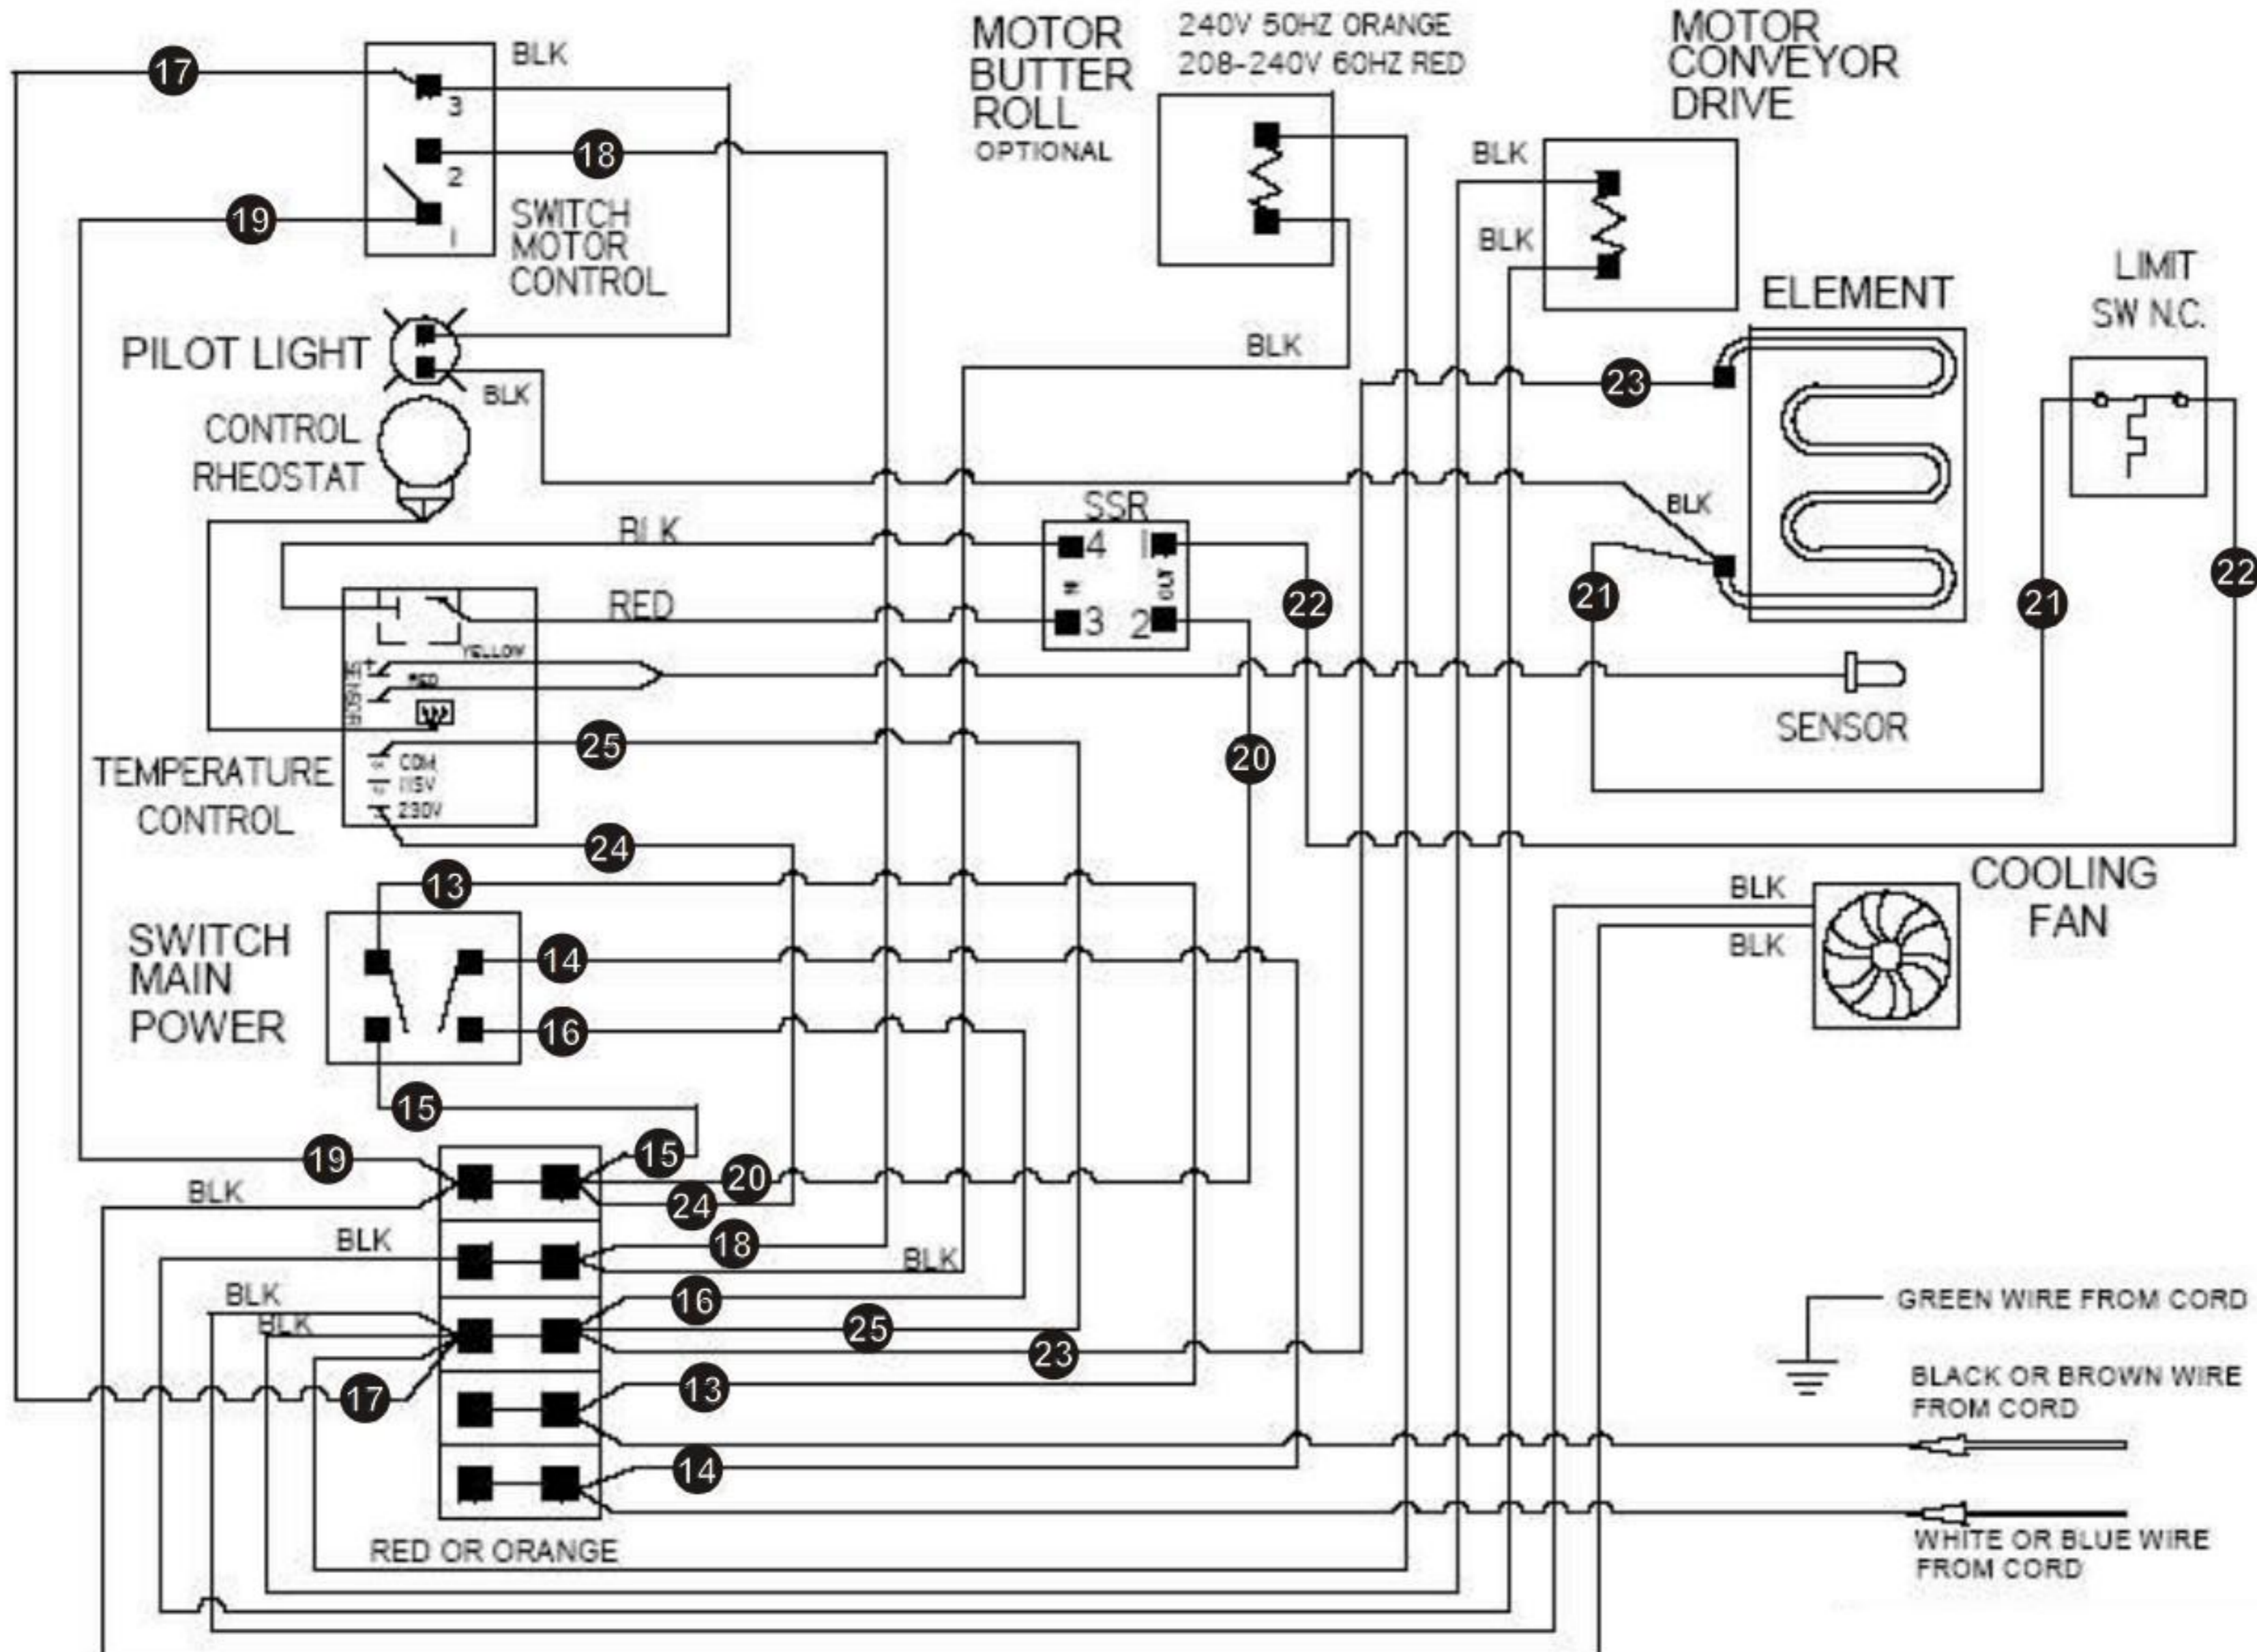 MOTOR
BUTTER
ROLL
OPTIONAL
240V 50HZ ORANGE
208-240V 60HZ RED
MOTOR
CONVEYOR
DRIVE
17
BLK
3
18
2
19
1
SWITCH
MOTOR
CONTROL
BLK
BLK
ELEMENT
LIMIT
SW N.C.
PILOT LIGHT
BLK
BLK
23
CONTROL
RHEOSTAT
BLK
SSR
BLK
4
1
OUT
3
2
RED
22
21
21
22
YELLOW
SENSOR
RED
SENSOR
25
20
COM
115V
230V
TEMPERATURE
CONTROL
24
13
BLK
BLK
COOLING
FAN
SWITCH
MAIN
POWER
14
16
15
19
15
20
BLK
24
BLK
18
BLK
BLK
BLK
16
25
23
GREEN WIRE FROM CORD
17
13
BLACK OR BROWN WIRE
FROM CORD
14
RED OR ORANGE
WHITE OR BLUE WIRE
FROM CORD